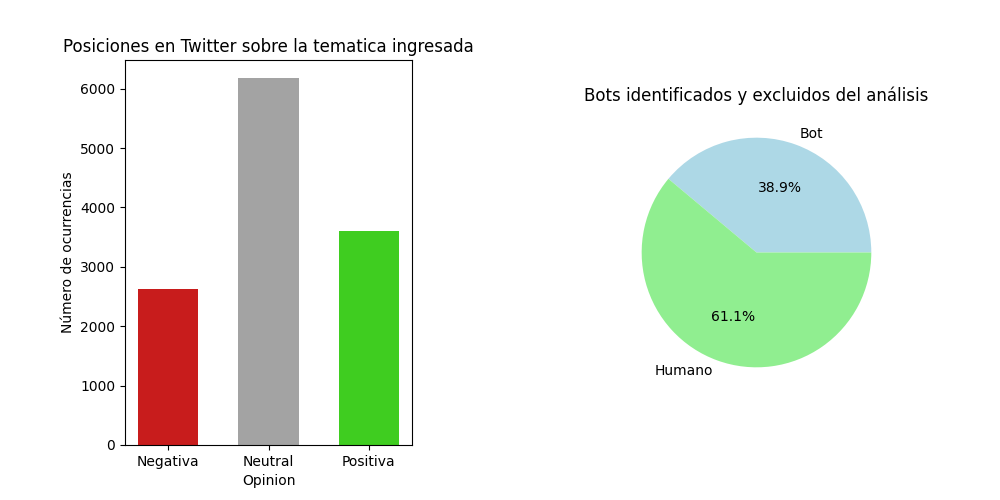 Posiciones en Twitter sobre la tematica ingresada
Número de ocurrencias
6000
5000
4000
3000
2000
1000
0
Negativa
Neutral
Positiva
Opinion
Bots identificados y excluidos del análisis
Bot
38.9%
61.1%
Humano